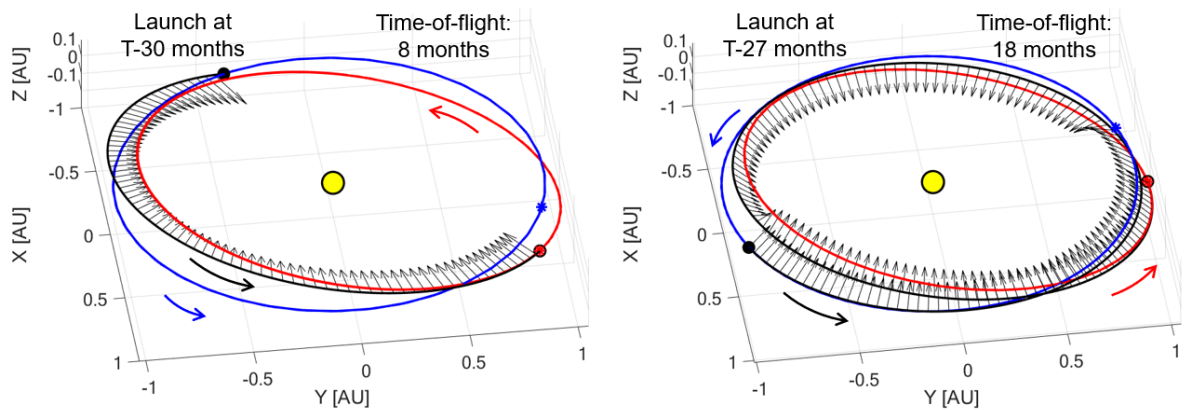 Launch at
T-30 months
Time-of-flight:
8 months
0.1
0
-0.1
Z [AU]
-1
-0.5
0
0.5
1
X [AU]
-1
-0.5
0
0.5
1
Y [AU]
Launch at
T-27 months
Time-of-flight:
18 months
0.1
0
-0.1
Z [AU]
-1
-0.5
0
0.5
1
X [AU]
-1
-0.5
0
0.5
1
Y [AU]